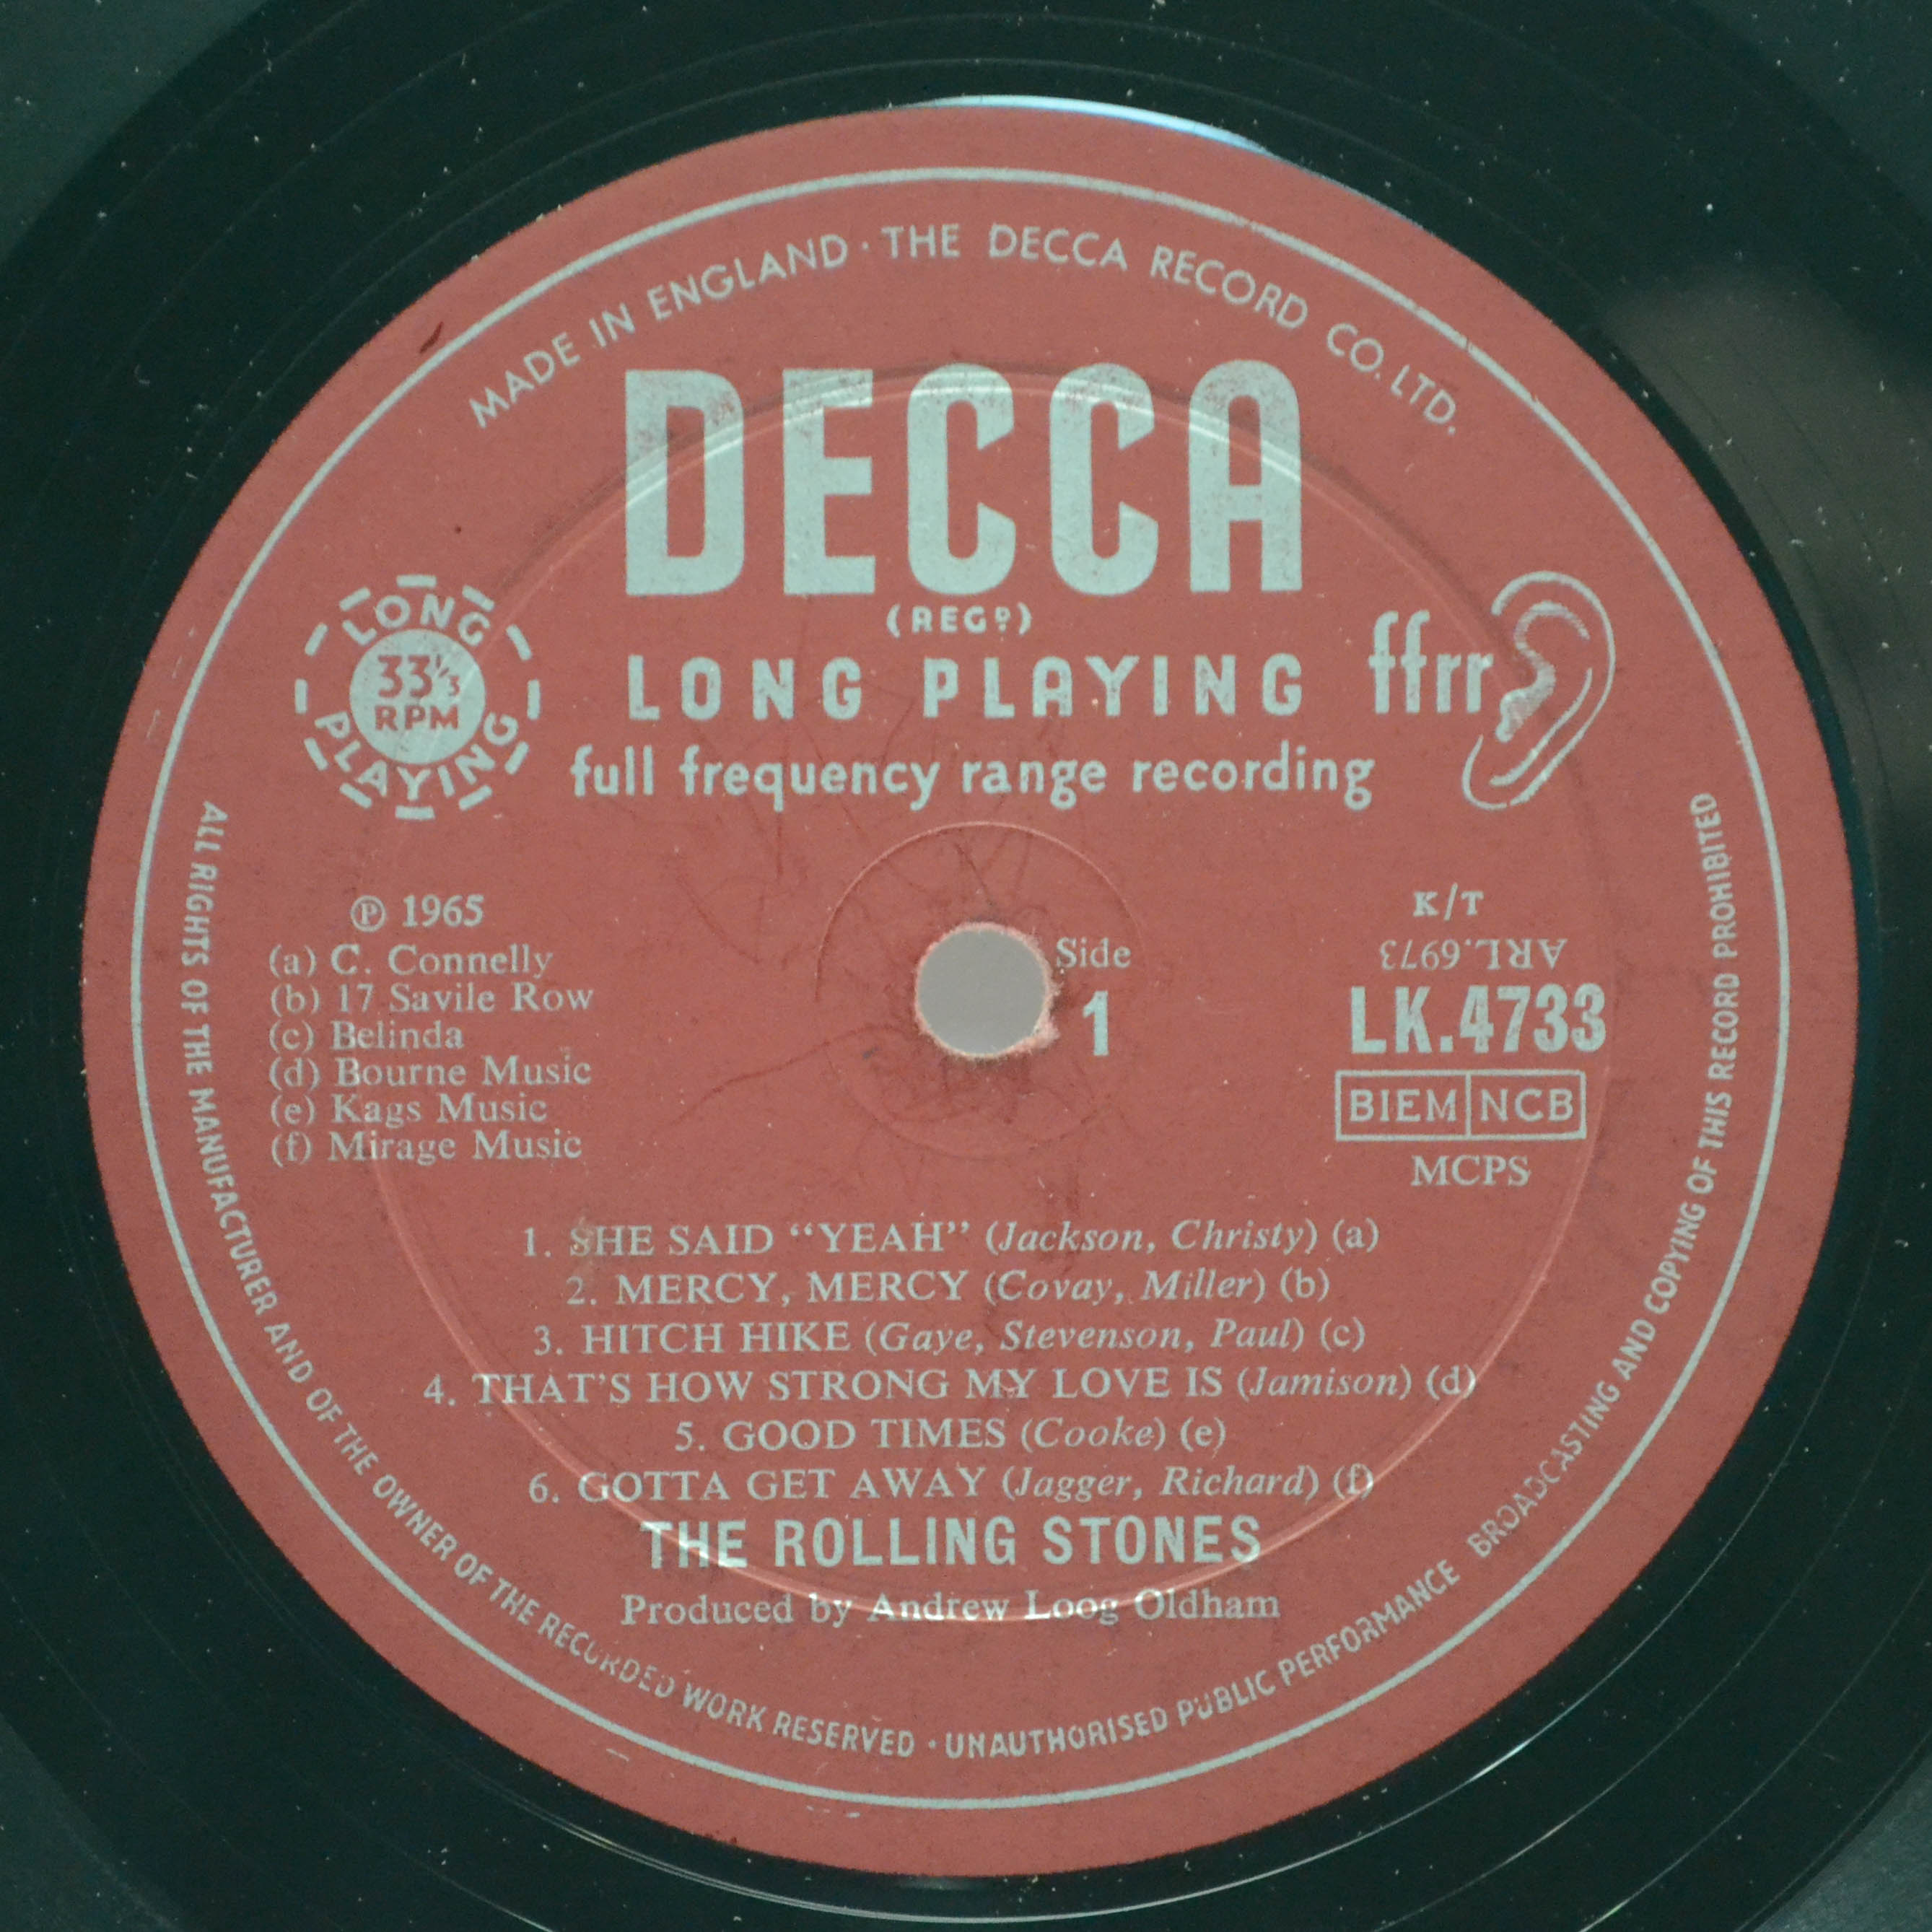 MADE IN ENGLAND · THE DECCA RECORD CO. LTD.
DECCA
(REGD)
LONG PLAYING
ffrr
full frequency range recording
LONG
33 1/3
RPM
PLAYING
℗ 1965
(a) C. Connelly
(b) 17 Savile Row
(c) Belinda
(d) Bourne Music
(e) Kags Music
(f) Mirage Music
Side
1
K/T
ARL.6973
LK.4733
BIEM NCB
MCPS
1. SHE SAID “YEAH” (Jackson, Christy) (a)
2. MERCY, MERCY (Covay, Miller) (b)
3. HITCH HIKE (Gaye, Stevenson, Paul) (c)
4. THAT’S HOW STRONG MY LOVE IS (Jamison) (d)
5. GOOD TIMES (Cooke) (e)
6. GOTTA GET AWAY (Jagger, Richard) (f)
THE ROLLING STONES
Produced by Andrew Loog Oldham
ALL RIGHTS OF THE MANUFACTURER AND OF THE OWNER OF THE RECORDED WORK RESERVED · UNAUTHORISED PUBLIC PERFORMANCE BROADCASTING AND COPYING OF THIS RECORD PROHIBITED